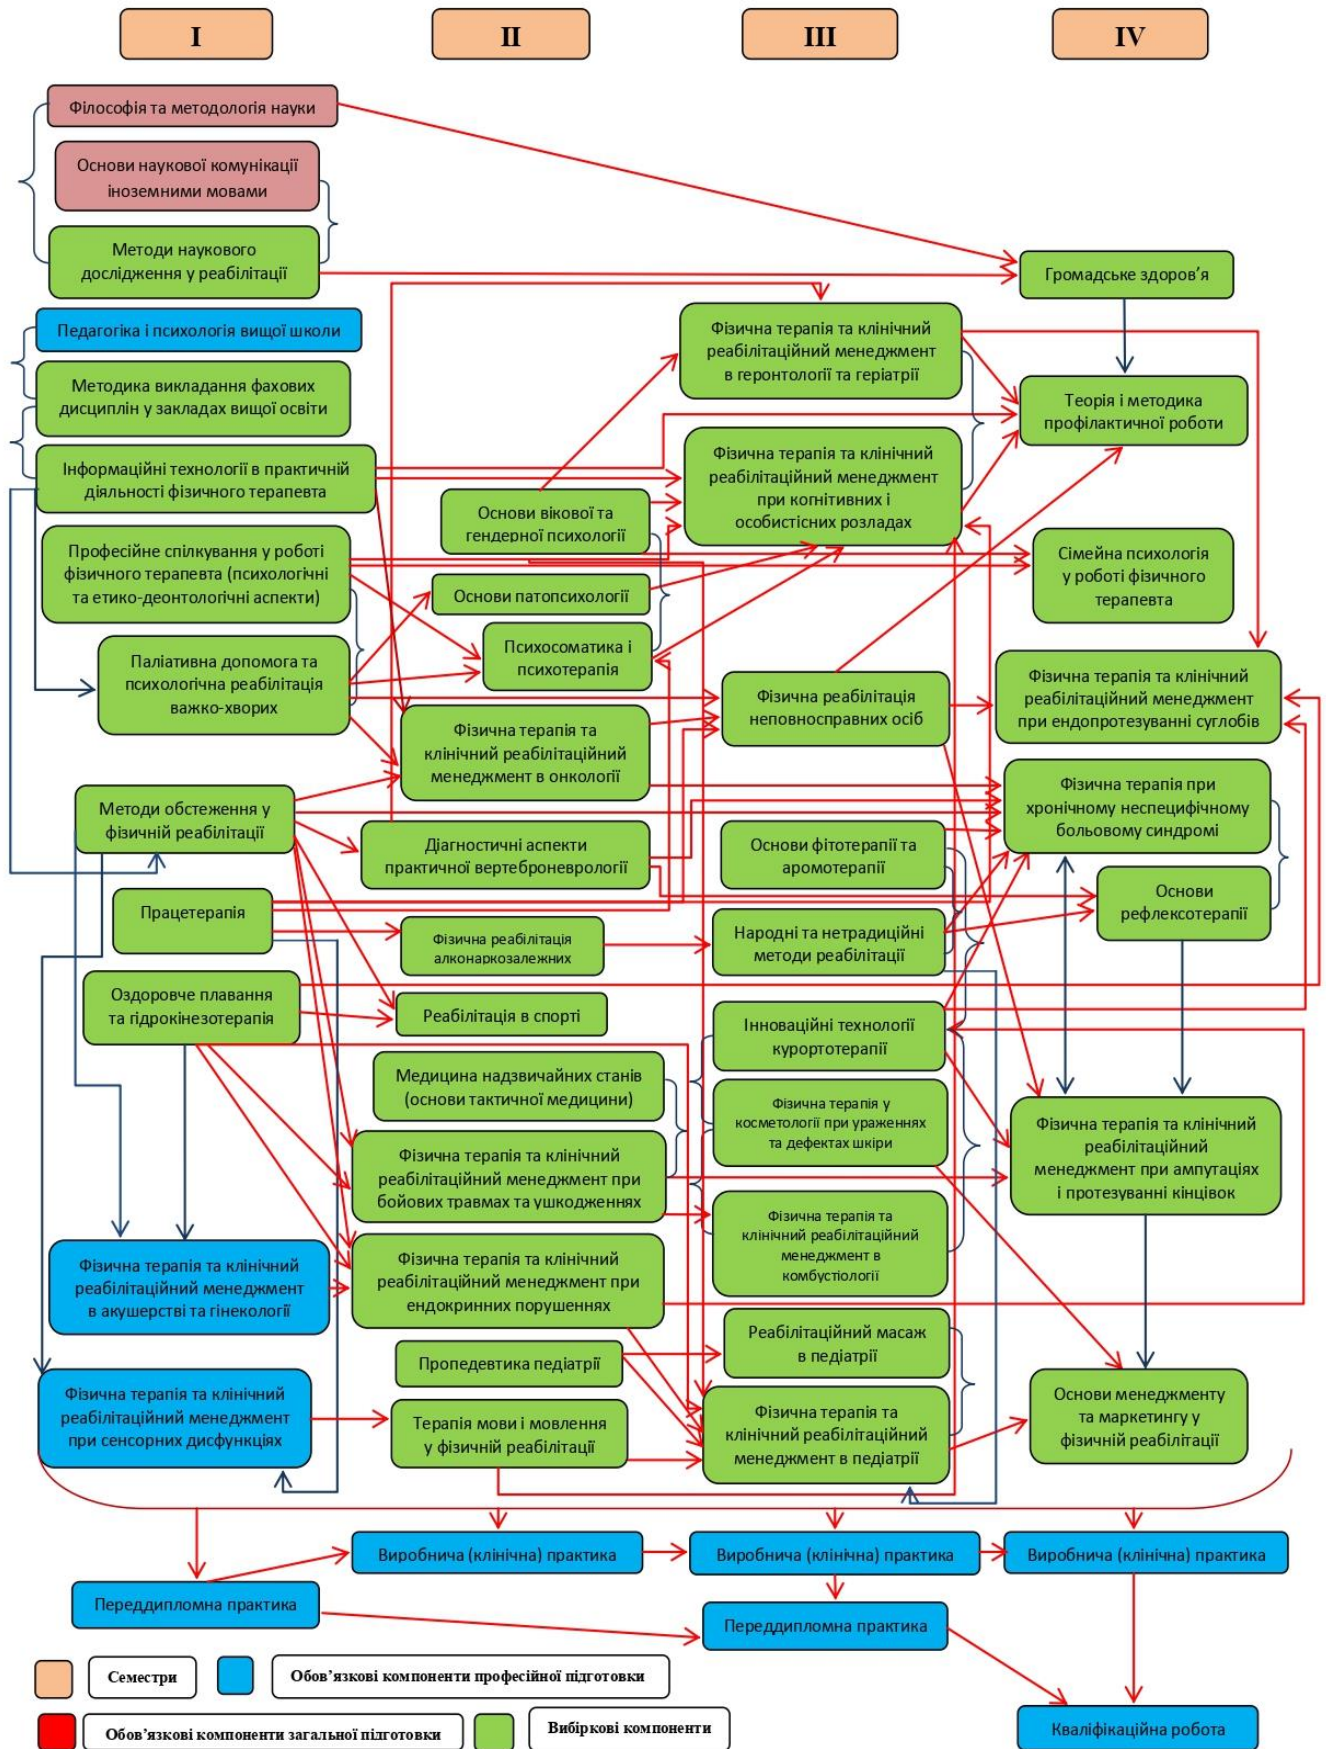 I
II
III
IV
Філософія та методологія науки
Основи наукової комунікації
іноземними мовами
Методи наукового
дослідження у реабілітації
Педагогіка і психологія вищої школи
Методика викладання фахових
дисциплін у закладах вищої освіти
Інформаційні технології в практичній
діяльності фізичного терапевта
Професійне спілкування у роботі
фізичного терапевта (психологічні
та етико-деонтологічні аспекти)
Паліативна допомога та
психологічна реабілітація
важко-хворих
Методи обстеження у
фізичній реабілітації
Працетерапія
Оздоровче плавання
та гідрокінезотерапія
Фізична терапія та клінічний
реабілітаційний менеджмент
в акушерстві та гінекології
Фізична терапія та клінічний
реабілітаційний менеджмент
при сенсорних дисфункціях
Основи вікової та
гендерної психології
Основи патопсихології
Психосоматика і
психотерапія
Фізична терапія та
клінічний реабілітаційний
менеджмент в онкології
Діагностичні аспекти
практичної вертеброневрології
Фізична реабілітація
алконаркозалежних
Реабілітація в спорті
Медицина надзвичайних станів
(основи тактичної медицини)
Фізична терапія та клінічний
реабілітаційний менеджмент при
бойових травмах та ушкодженнях
Фізична терапія та клінічний
реабілітаційний менеджмент при
ендокринних порушеннях
Пропедевтика педіатрії
Терапія мови і мовлення
у фізичній реабілітації
Фізична терапія та клінічний
реабілітаційний менеджмент
в геронтології та геріатрії
Фізична терапія та клінічний
реабілітаційний менеджмент
при когнітивних і
особистісних розладах
Фізична реабілітація
неповносправних осіб
Основи фітотерапії та
аромотерапії
Народні та нетрадиційні
методи реабілітації
Інноваційні технології
курортотерапії
Фізична терапія у
косметології при ураженнях
та дефектах шкіри
Фізична терапія та
клінічний реабілітаційний
менеджмент в
комбустіології
Реабілітаційний масаж
в педіатрії
Фізична терапія та
клінічний реабілітаційний
менеджмент в педіатрії
Громадське здоров’я
Теорія і методика
профілактичної роботи
Сімейна психологія
у роботі фізичного
терапевта
Фізична терапія та клінічний
реабілітаційний менеджмент
при ендопротезуванні суглобів
Фізична терапія при
хронічному неспецифічному
больовому синдромі
Основи
рефлексотерапії
Фізична терапія та клінічний
реабілітаційний
менеджмент при ампутаціях
і протезуванні кінцівок
Основи менеджменту
та маркетингу у
фізичній реабілітації
Виробнича (клінічна) практика
Виробнича (клінічна) практика
Виробнича (клінічна) практика
Переддипломна практика
Переддипломна практика
Кваліфікаційна робота
Семестри
Обов’язкові компоненти професійної підготовки
Обов’язкові компоненти загальної підготовки
Вибіркові компоненти